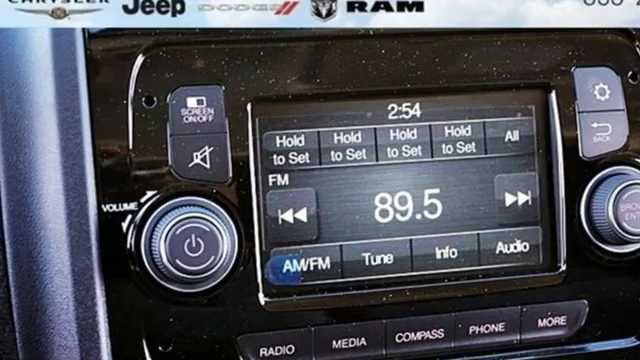 CHRYSLER Jeep DODGE RAM
SCREEN
ON/OFF
2:54
Hold to Set Hold to Set Hold to Set Hold to Set All
FM
89.5
VOLUME
AM/FM Tune Info Audio
BACK
RADIO MEDIA COMPASS PHONE MORE